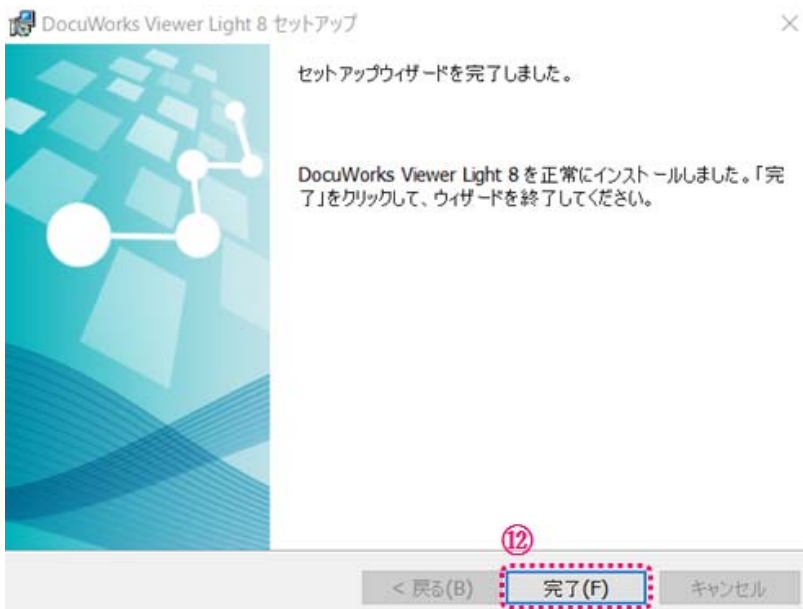 DocuWorks Viewer Light 8 セットアップ
セットアップウィザードを完了しました。
DocuWorks Viewer Light 8 を正常にインストールしました。「完
了」をクリックして、ウィザードを終了してください。
⑫
< 戻る(B) 完了(F) キャンセル